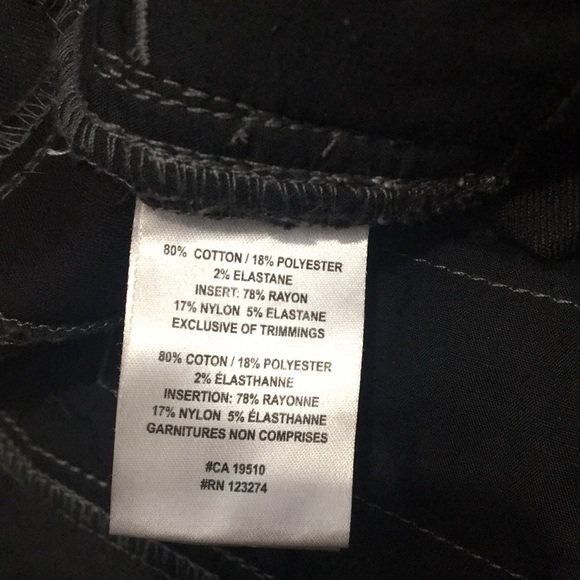 80% COTTON / 18% POLYESTER
2% ELASTANE
INSERT: 78% RAYON
17% NYLON 5% ELASTANE
EXCLUSIVE OF TRIMMINGS
80% COTON / 18% POLYESTER
2% ÉLASTHANNE
INSERTION: 78% RAYONNE
17% NYLON 5% ÉLASTHANNE
GARNITURES NON COMPRISES
#CA 19510
#RN 123274